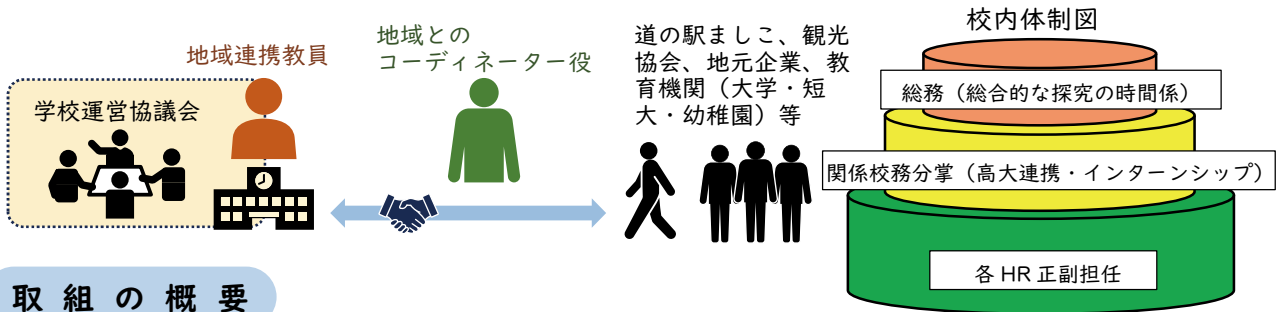 学校運営協議会
地域連携教員
地域との
コーディネーター役
道の駅ましこ、観光
協会、地元企業、教
育機関（大学・短
大・幼稚園）等
校内体制図
総務（総合的な探究の時間係）
関係校務分掌（高大連携・インターンシップ）
各 HR 正副担任
取組の概要